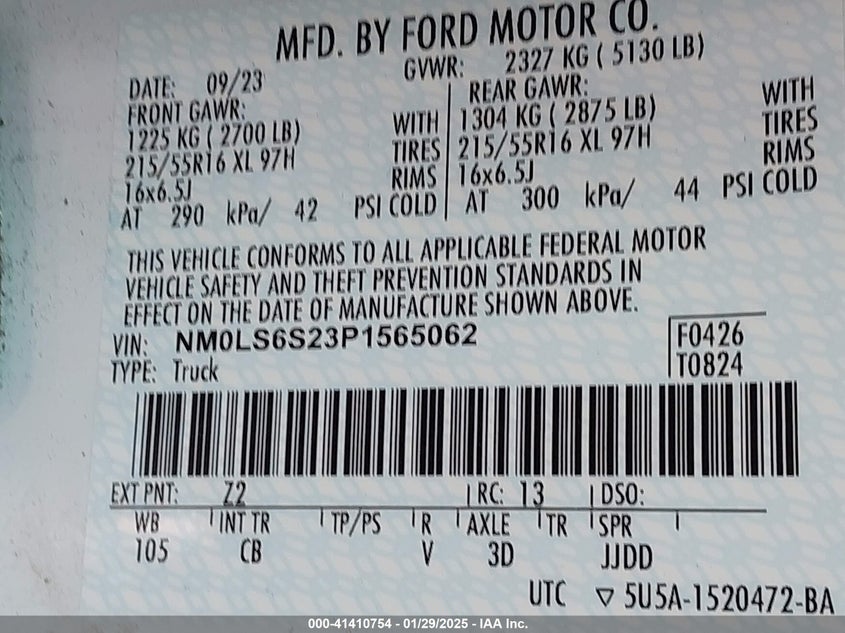 MFD. BY FORD MOTOR CO.
DATE: 09/23 GVWR: 2327 KG ( 5130 LB)
FRONT GAWR: REAR GAWR: WITH
1225 KG ( 2700 LB) WITH 1304 KG ( 2875 LB) TIRES
215/55R16 XL 97H TIRES 215/55R16 XL 97H RIMS
16x6.5J RIMS 16x6.5J
AT 290 kPa/ 42 PSI COLD AT 300 kPa/ 44 PSI COLD
THIS VEHICLE CONFORMS TO ALL APPLICABLE FEDERAL MOTOR
VEHICLE SAFETY AND THEFT PREVENTION STANDARDS IN
EFFECT ON THE DATE OF MANUFACTURE SHOWN ABOVE.
VIN: NM0LS6S23P1565062 F0426
TYPE: Truck T0824
EXT PNT: Z2 RC: 13 DSO:
WB INT TR TP/PS R AXLE TR SPR
105 CB V 3D JJDD
UTC ▽ 5U5A-1520472-BA
000-41410754 - 01/29/2025 - IAA Inc.